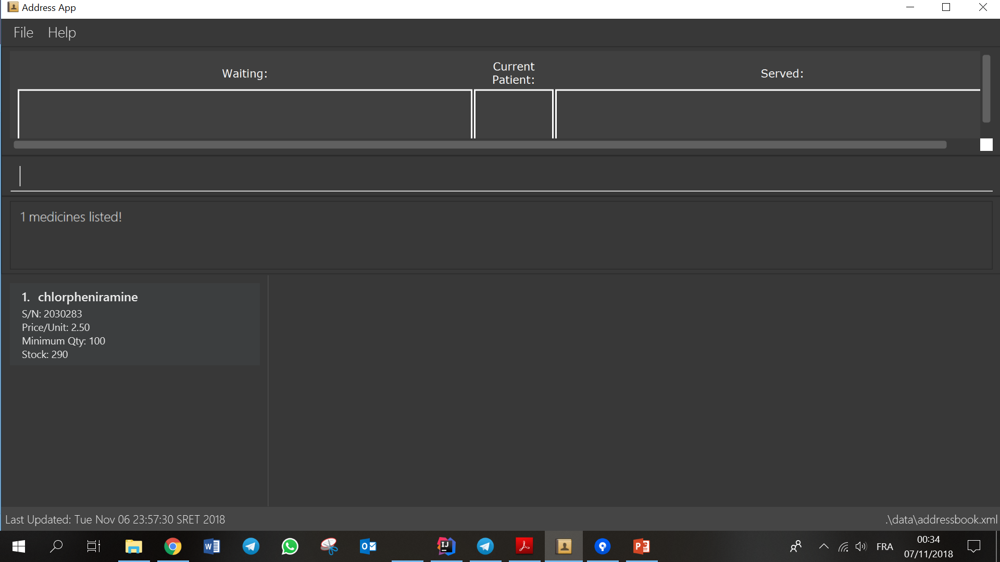 Address App
File Help
Waiting:
Current
Patient:
Served:
1 medicines listed!
1. chlorpheniramine
S/N: 2030283
Price/Unit: 2.50
Minimum Qty: 100
Stock: 290
Last Updated: Tue Nov 06 23:57:30 SRET 2018
.\data\addressbook.xml
W
O
IJ
P
FRA
00:34
07/11/2018